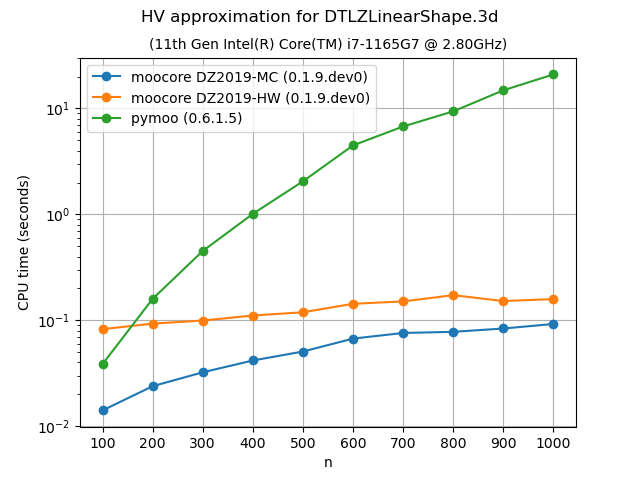 HV approximation for DTLZLinearShape.3d
(11th Gen Intel(R) Core(TM) i7-1165G7 @ 2.80GHz)
moocore DZ2019-MC (0.1.9.dev0)
moocore DZ2019-HW (0.1.9.dev0)
pymoo (0.6.1.5)
CPU time (seconds)
10¹
10⁰
10⁻¹
10⁻²
100 200 300 400 500 600 700 800 900 1000
n